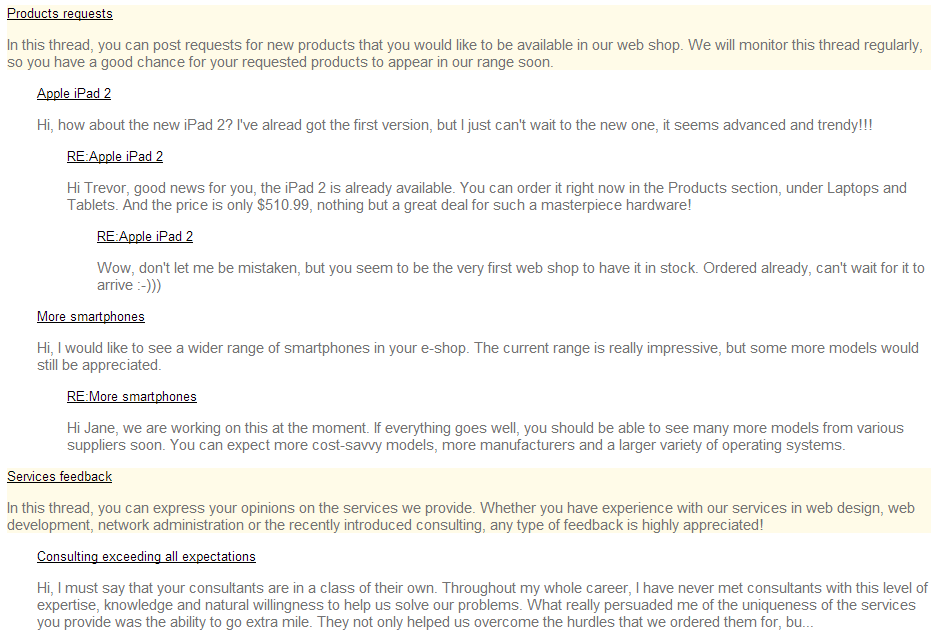 Products requests
In this thread, you can post requests for new products that you would like to be available in our web shop. We will monitor this thread regularly,
so you have a good chance for your requested products to appear in our range soon.
Apple iPad 2
Hi, how about the new iPad 2? I've alread got the first version, but I just can't wait to the new one, it seems advanced and trendy!!!
RE:Apple iPad 2
Hi Trevor, good news for you, the iPad 2 is already available. You can order it right now in the Products section, under Laptops and
Tablets. And the price is only $510.99, nothing but a great deal for such a masterpiece hardware!
RE:Apple iPad 2
Wow, don't let me be mistaken, but you seem to be the very first web shop to have it in stock. Ordered already, can't wait for it to
arrive :-)))
More smartphones
Hi, I would like to see a wider range of smartphones in your e-shop. The current range is really impressive, but some more models would
still be appreciated.
RE:More smartphones
Hi Jane, we are working on this at the moment. If everything goes well, you should be able to see many more models from various
suppliers soon. You can expect more cost-savvy models, more manufacturers and a larger variety of operating systems.
Services feedback
In this thread, you can express your opinions on the services we provide. Whether you have experience with our services in web design, web
development, network administration or the recently introduced consulting, any type of feedback is highly appreciated!
Consulting exceeding all expectations
Hi, I must say that your consultants are in a class of their own. Throughout my whole career, I have never met consultants with this level of
expertise, knowledge and natural willingness to help us solve our problems. What really persuaded me of the uniqueness of the services
you provide was the ability to go extra mile. They not only helped us overcome the hurdles that we ordered them for, bu...